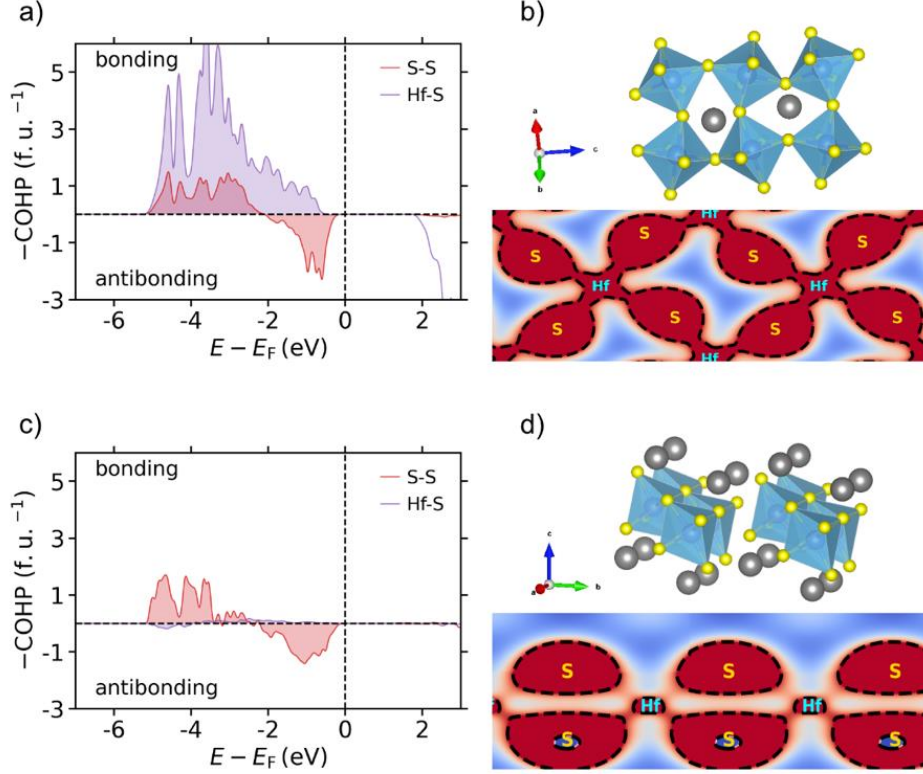 a)
bonding
S-S
Hf-S
antibonding
−COHP (f. u. ⁻¹)
5
3
1
-1
-3
-6
-4
-2
0
2
E − E_F (eV)
b)
a
c
b
Hf
S
S
S
Hf
Hf
S
S
S
Hf
c)
bonding
S-S
Hf-S
antibonding
−COHP (f. u. ⁻¹)
5
3
1
-1
-3
-6
-4
-2
0
2
E − E_F (eV)
d)
c
a
b
S
S
S
Hf
Hf
S
S
S